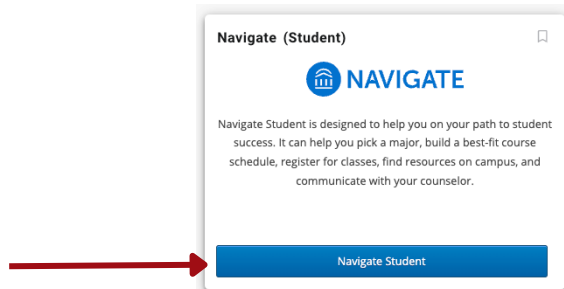 Navigate (Student)
NAVIGATE
Navigate Student is designed to help you on your path to student
success. It can help you pick a major, build a best-fit course
schedule, register for classes, find resources on campus, and
communicate with your counselor.
Navigate Student